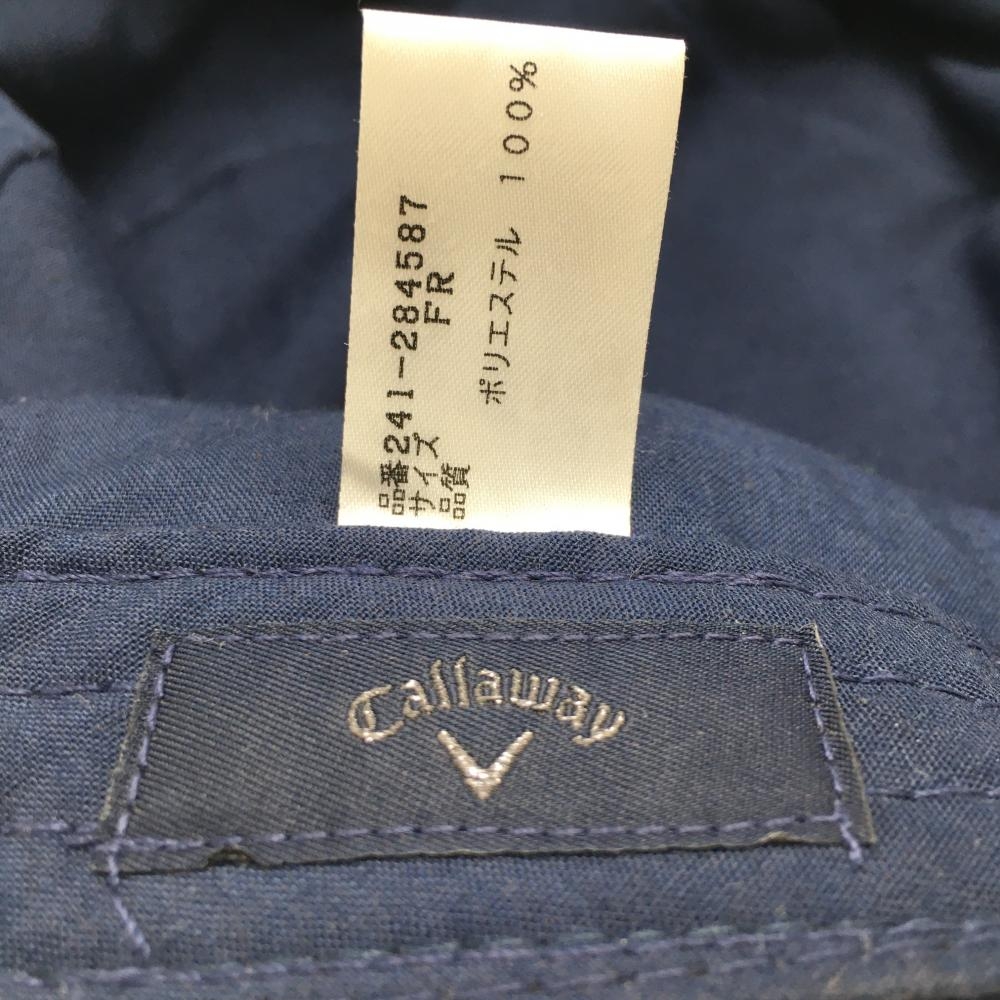 品番241-284587
サイズ FR
品質
ポリエステル 100%
Callaway